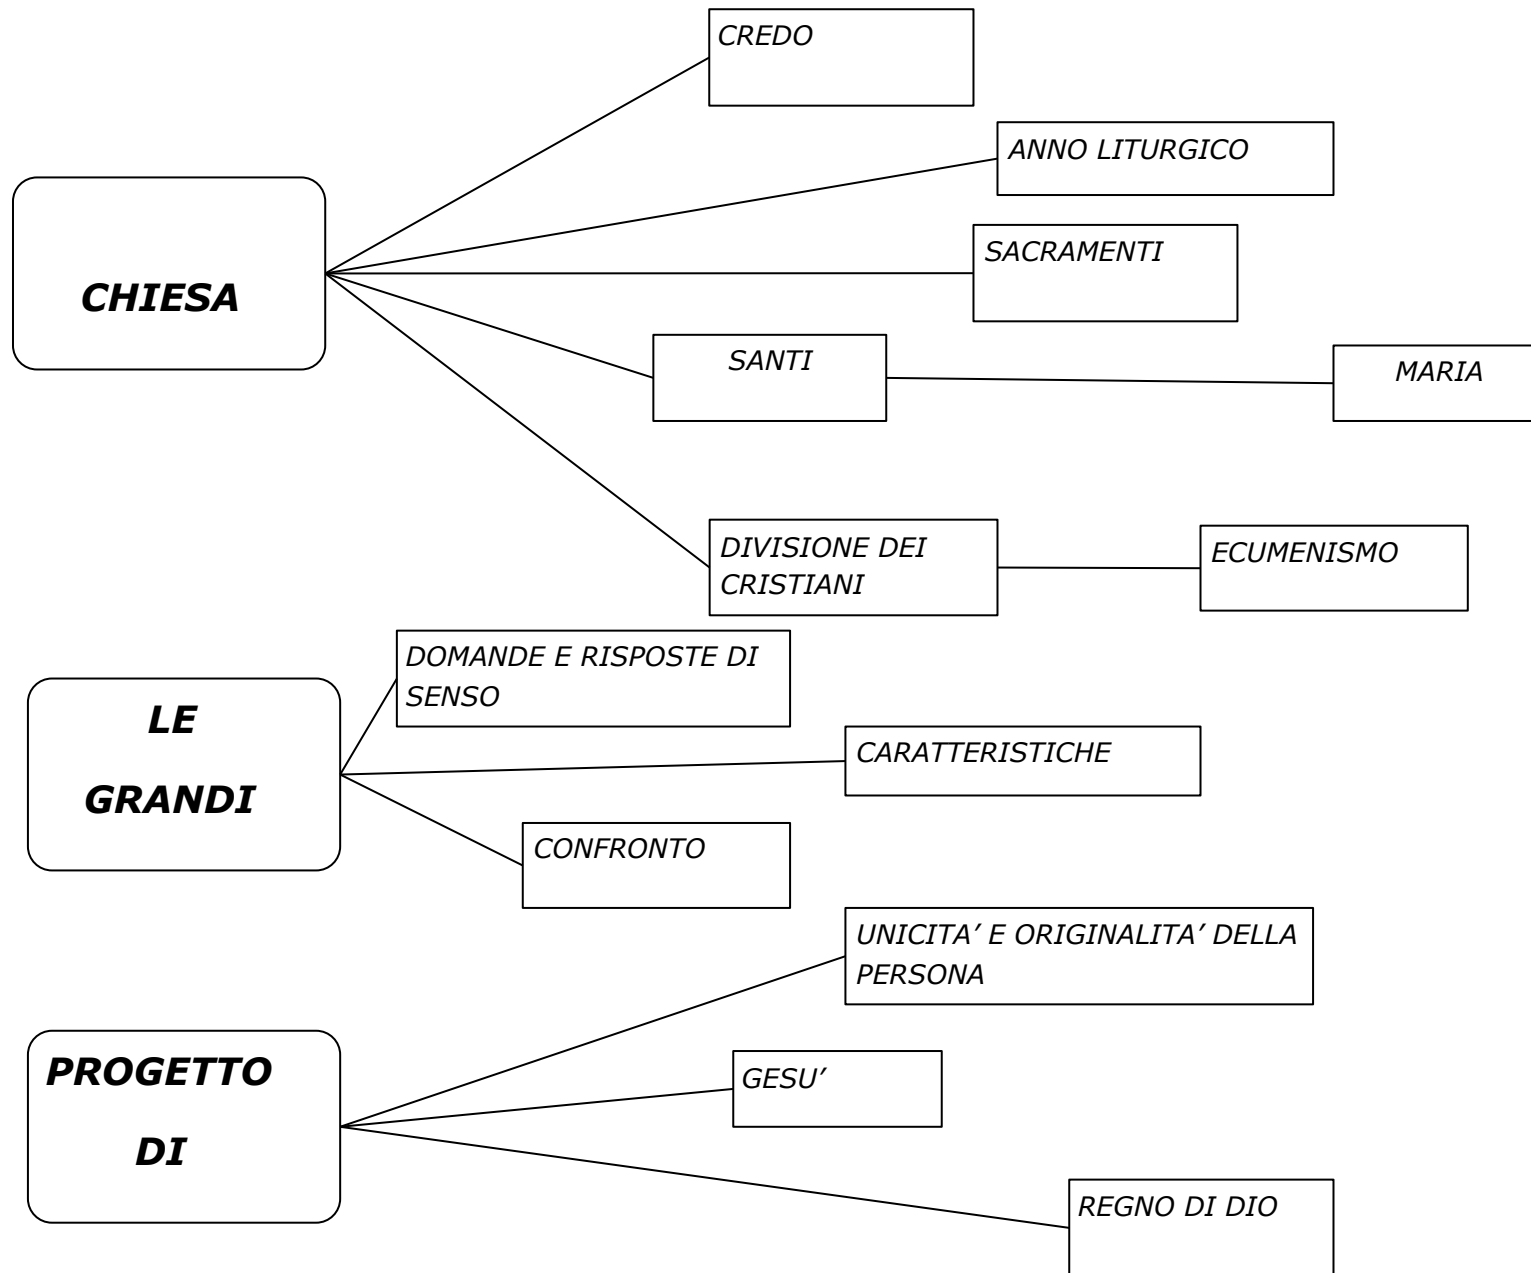 CREDO
ANNO LITURGICO
CHIESA
SACRAMENTI
SANTI
MARIA
DIVISIONE DEI
CRISTIANI
ECUMENISMO
LE
GRANDI
DOMANDE E RISPOSTE DI
SENSO
CARATTERISTICHE
CONFRONTO
PROGETTO
DI
UNICITA’ E ORIGINALITA’ DELLA
PERSONA
GESU’
REGNO DI DIO